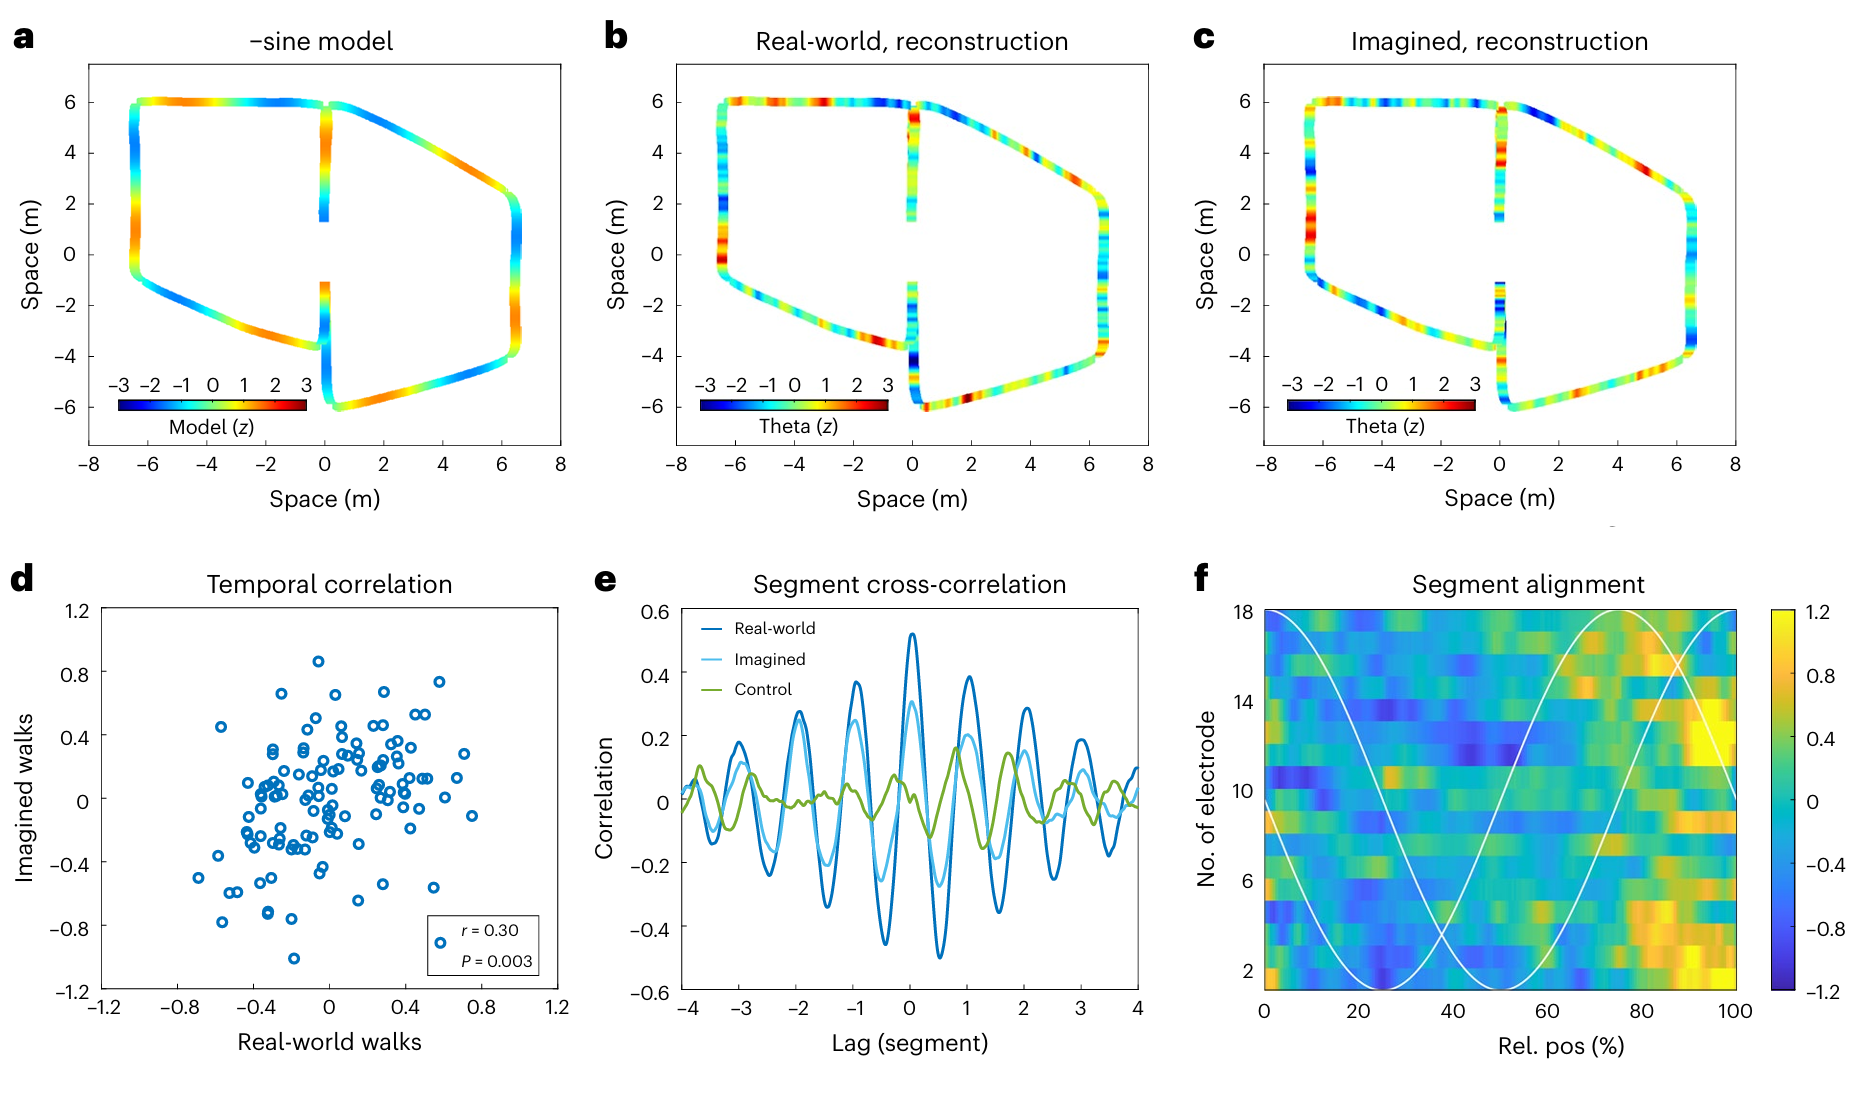 a
−sine model
6
4
2
0
−2
−4
−6
Space (m)
−3 −2 −1 0 1 2 3
Model (z)
−8 −6 −4 −2 0 2 4 6 8
Space (m)
b
Real-world, reconstruction
6
4
2
0
−2
−4
−6
Space (m)
−3 −2 −1 0 1 2 3
Theta (z)
−8 −6 −4 −2 0 2 4 6 8
Space (m)
c
Imagined, reconstruction
6
4
2
0
−2
−4
−6
Space (m)
−3 −2 −1 0 1 2 3
Theta (z)
−8 −6 −4 −2 0 2 4 6 8
Space (m)
d
Temporal correlation
1.2
0.8
0.4
0
−0.4
−0.8
−1.2
Imagined walks
r = 0.30
P = 0.003
−1.2 −0.8 −0.4 0 0.4 0.8 1.2
Real-world walks
e
Segment cross-correlation
0.6
0.4
0.2
0
−0.2
−0.4
−0.6
Correlation
Real-world
Imagined
Control
−4 −3 −2 −1 0 1 2 3 4
Lag (segment)
f
Segment alignment
18
14
10
6
2
No. of electrode
0 20 40 60 80 100
Rel. pos (%)
1.2
0.8
0.4
0
−0.4
−0.8
−1.2